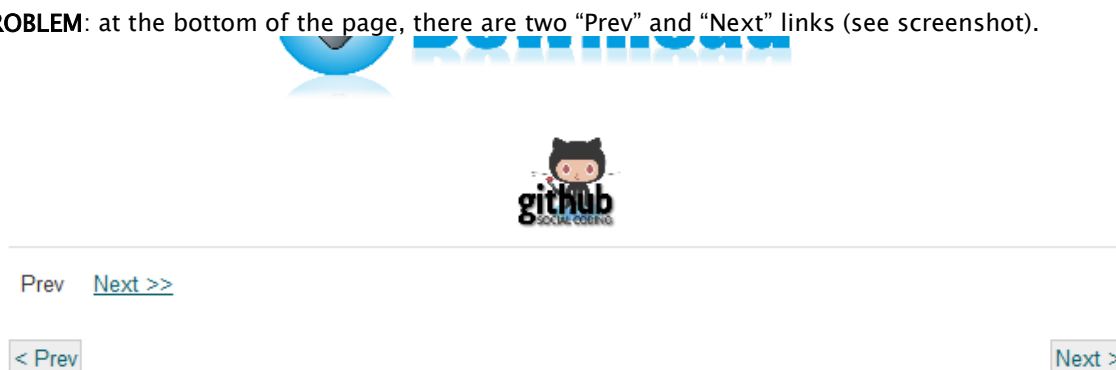 ROBLEM: at the bottom of the page, there are two “Prev” and “Next” links (see screenshot).
Download
github
SOCIAL CODING
Prev Next >>
< Prev Next >